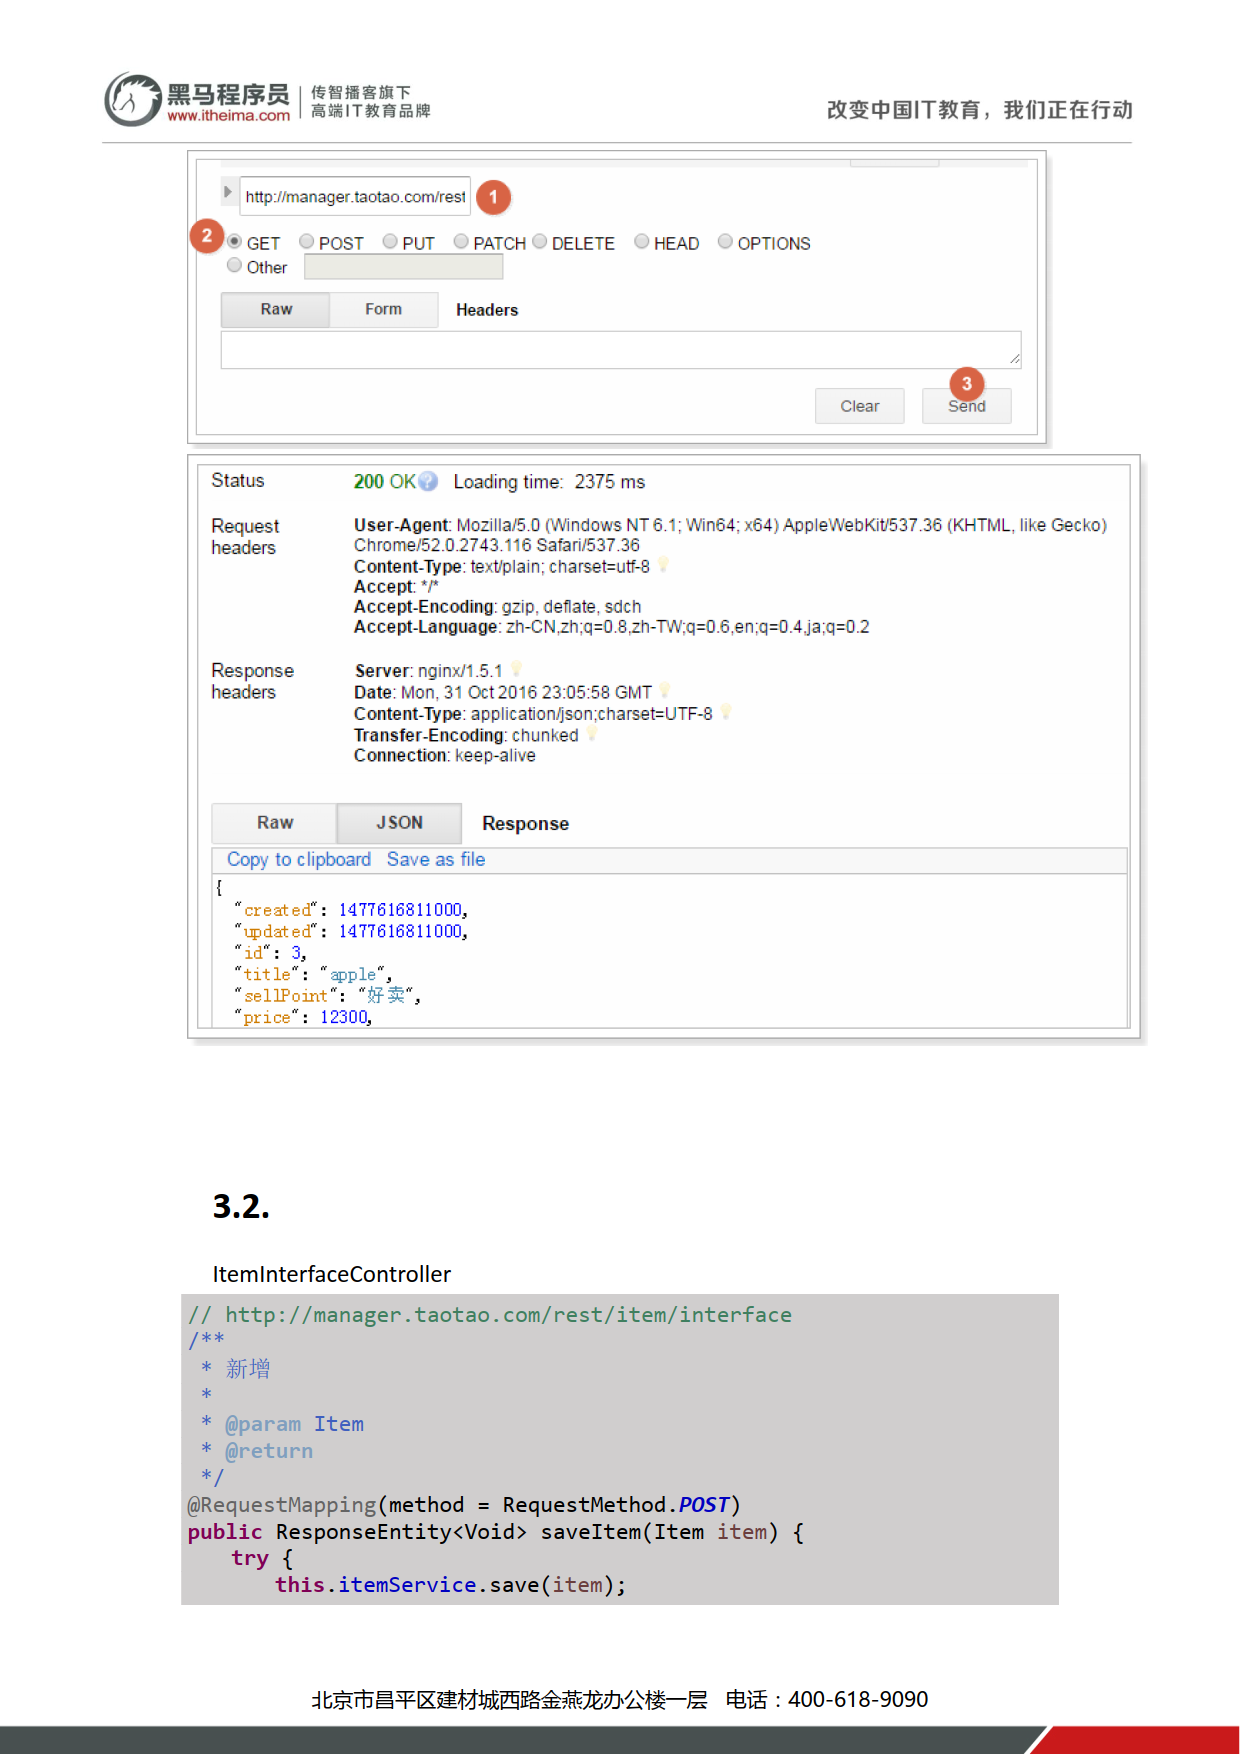 黑马程序员
www.itheima.com
传智播客旗下
高端IT教育品牌
改变中国IT教育，我们正在行动
http://manager.taotao.com/rest
1
2
GET POST PUT PATCH DELETE HEAD OPTIONS
Other
Raw Form Headers
3
Clear Send
Status 200 OK Loading time: 2375 ms
Request headers
User-Agent: Mozilla/5.0 (Windows NT 6.1; Win64; x64) AppleWebKit/537.36 (KHTML, like Gecko)
Chrome/52.0.2743.116 Safari/537.36
Content-Type: text/plain; charset=utf-8
Accept: */*
Accept-Encoding: gzip, deflate, sdch
Accept-Language: zh-CN,zh;q=0.8,zh-TW;q=0.6,en;q=0.4,ja;q=0.2
Response headers
Server: nginx/1.5.1
Date: Mon, 31 Oct 2016 23:05:58 GMT
Content-Type: application/json;charset=UTF-8
Transfer-Encoding: chunked
Connection: keep-alive
Raw JSON Response
Copy to clipboard Save as file
{
"created": 1477616811000,
"updated": 1477616811000,
"id": 3,
"title": "apple",
"sellPoint": "好卖",
"price": 12300,
3.2.
ItemInterfaceController
// http://manager.taotao.com/rest/item/interface
/**
* 新增
*
* @param Item
* @return
*/
@RequestMapping(method = RequestMethod.POST)
public ResponseEntity<Void> saveItem(Item item) {
try {
this.itemService.save(item);
北京市昌平区建材城西路金燕龙办公楼一层 电话：400-618-9090